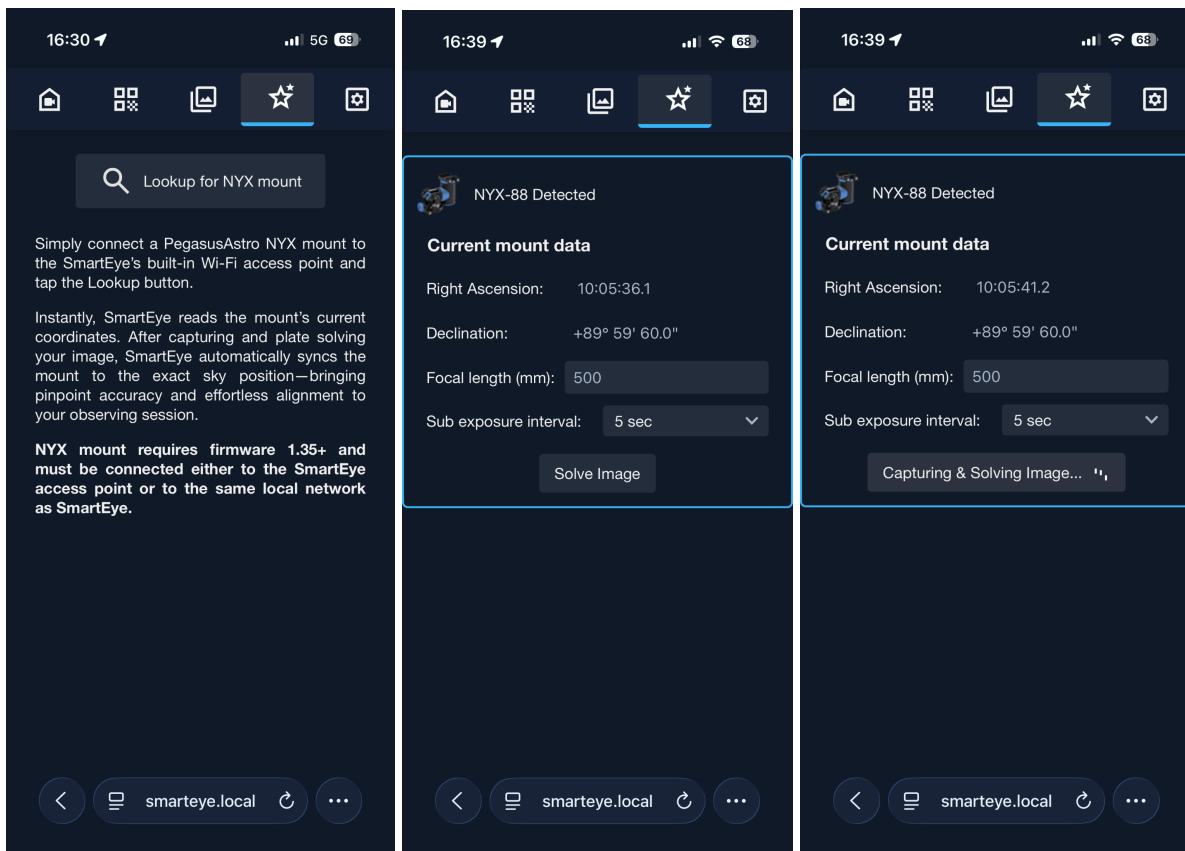 16:30
5G 69
Lookup for NYX mount
Simply connect a PegasusAstro NYX mount to
the SmartEye's built-in Wi-Fi access point and
tap the Lookup button.
Instantly, SmartEye reads the mount's current
coordinates. After capturing and plate solving
your image, SmartEye automatically syncs the
mount to the exact sky position—bringing
pinpoint accuracy and effortless alignment to
your observing session.
NYX mount requires firmware 1.35+ and
must be connected either to the SmartEye
access point or to the same local network
as SmartEye.
smarteye.local
16:39
68
NYX-88 Detected
Current mount data
Right Ascension: 10:05:36.1
Declination: +89° 59' 60.0"
Focal length (mm): 500
Sub exposure interval: 5 sec
Solve Image
smarteye.local
16:39
68
NYX-88 Detected
Current mount data
Right Ascension: 10:05:41.2
Declination: +89° 59' 60.0"
Focal length (mm): 500
Sub exposure interval: 5 sec
Capturing & Solving Image...
smarteye.local